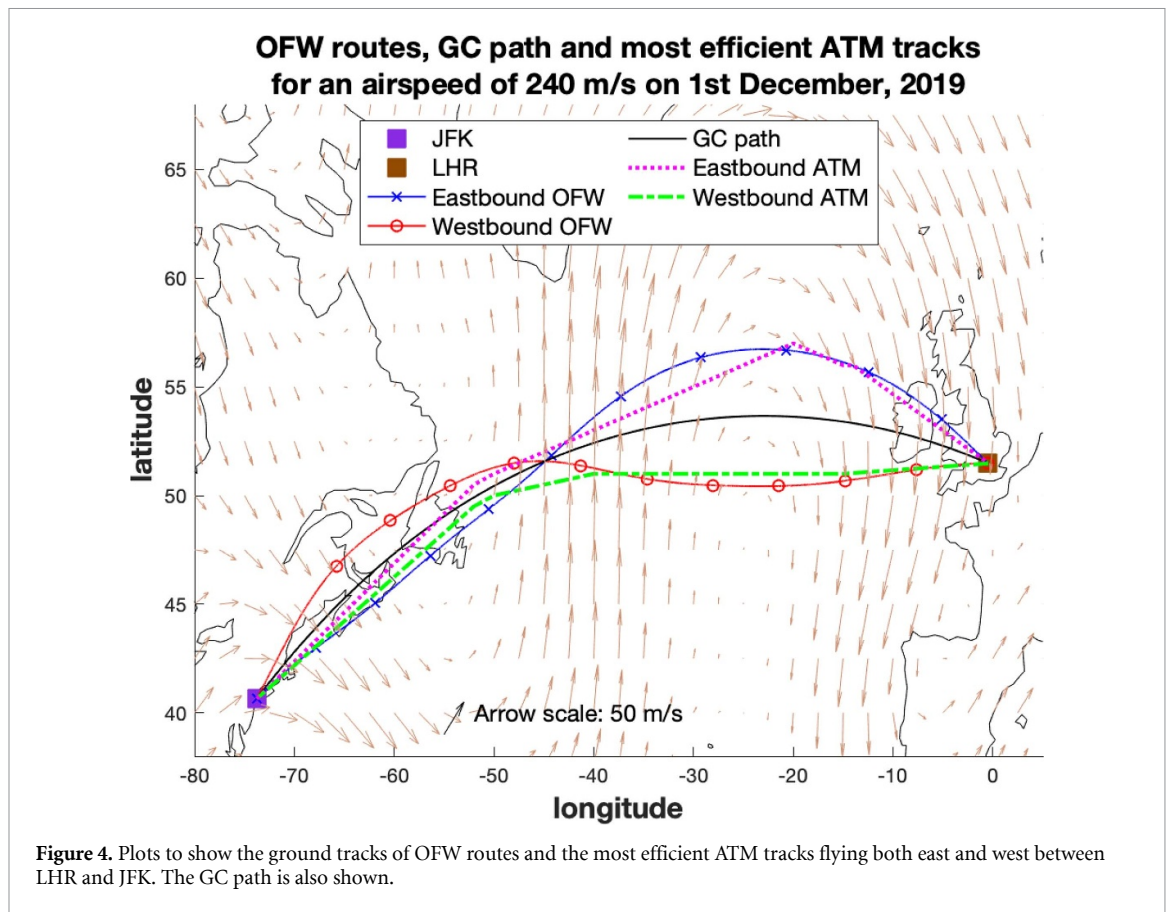 OFW routes, GC path and most efficient ATM tracks
for an airspeed of 240 m/s on 1st December, 2019
JFK
LHR
Eastbound OFW
Westbound OFW
GC path
Eastbound ATM
Westbound ATM
65
60
55
50
45
40
latitude
Arrow scale: 50 m/s
-80 -70 -60 -50 -40 -30 -20 -10 0
longitude
Figure 4. Plots to show the ground tracks of OFW routes and the most efficient ATM tracks flying both east and west between
LHR and JFK. The GC path is also shown.